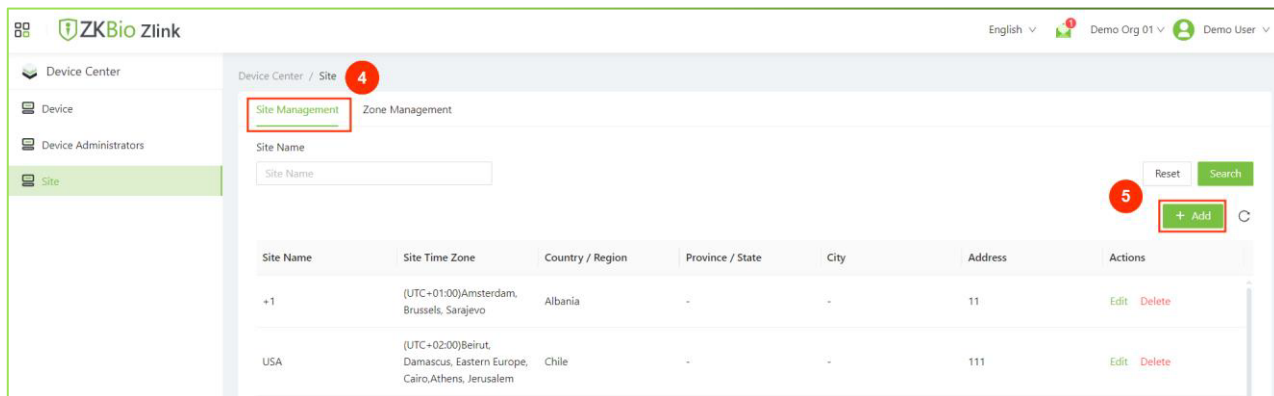 ZKBio Zlink
English
1
Demo Org 01
Demo User
Device Center
Device
Device Administrators
Site
Device Center / Site
4
Site Management
Zone Management
Site Name
Site Name
Reset
Search
5
+ Add
Site Name
Site Time Zone
Country / Region
Province / State
City
Address
Actions
+1
(UTC+01:00)Amsterdam,
Brussels, Sarajevo
Albania
-
-
11
Edit
Delete
USA
(UTC+02:00)Beirut,
Damascus, Eastern Europe,
Cairo,Athens, Jerusalem
Chile
-
-
111
Edit
Delete